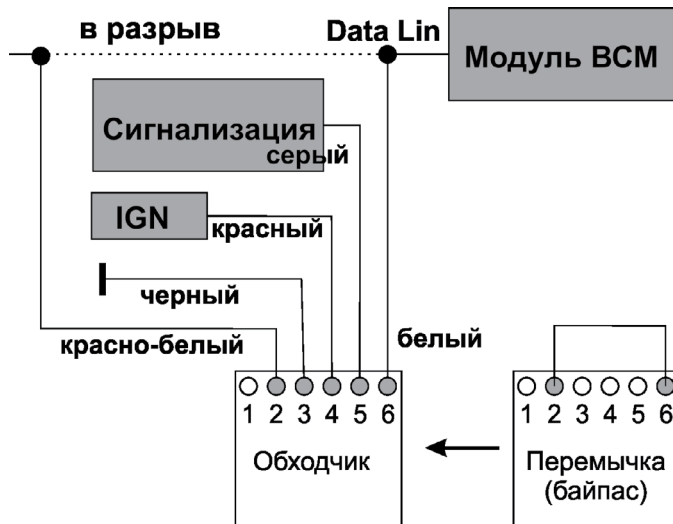 в разрыв
Data Lin
Модуль BCM
Сигнализация
серый
IGN
красный
черный
красно-белый
белый
1 2 3 4 5 6
1 2 3 4 5 6
Обходчик
Перемычка
(байпас)